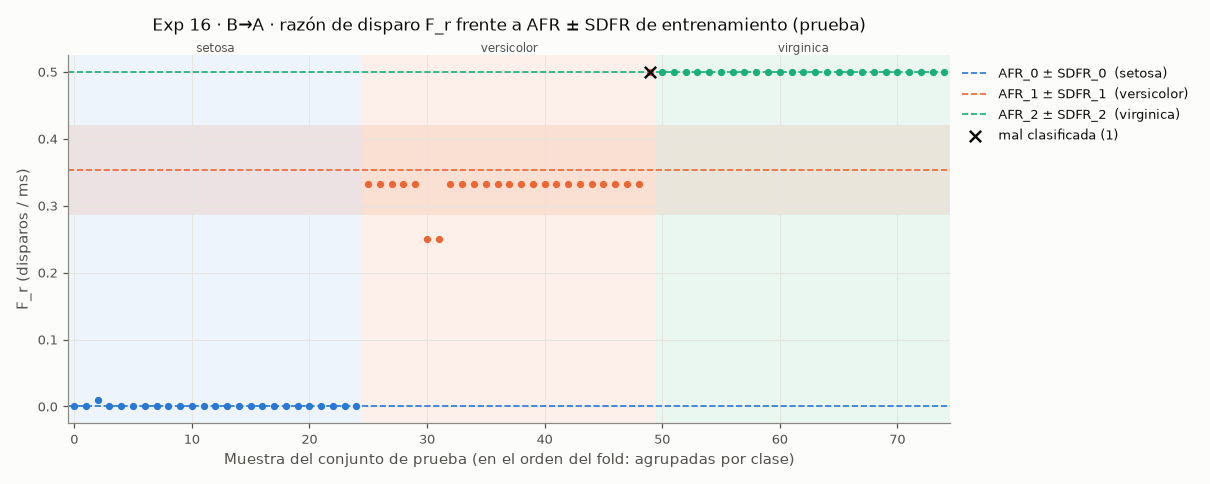 Exp 16 · B→A · razón de disparo F_r frente a AFR ± SDFR de entrenamiento (prueba)
setosa
versicolor
virginica
0.5
0.4
0.3
0.2
0.1
0.0
F_r (disparos / ms)
0
10
20
30
40
50
60
70
Muestra del conjunto de prueba (en el orden del fold: agrupadas por clase)
AFR_0 ± SDFR_0 (setosa)
AFR_1 ± SDFR_1 (versicolor)
AFR_2 ± SDFR_2 (virginica)
mal clasificada (1)